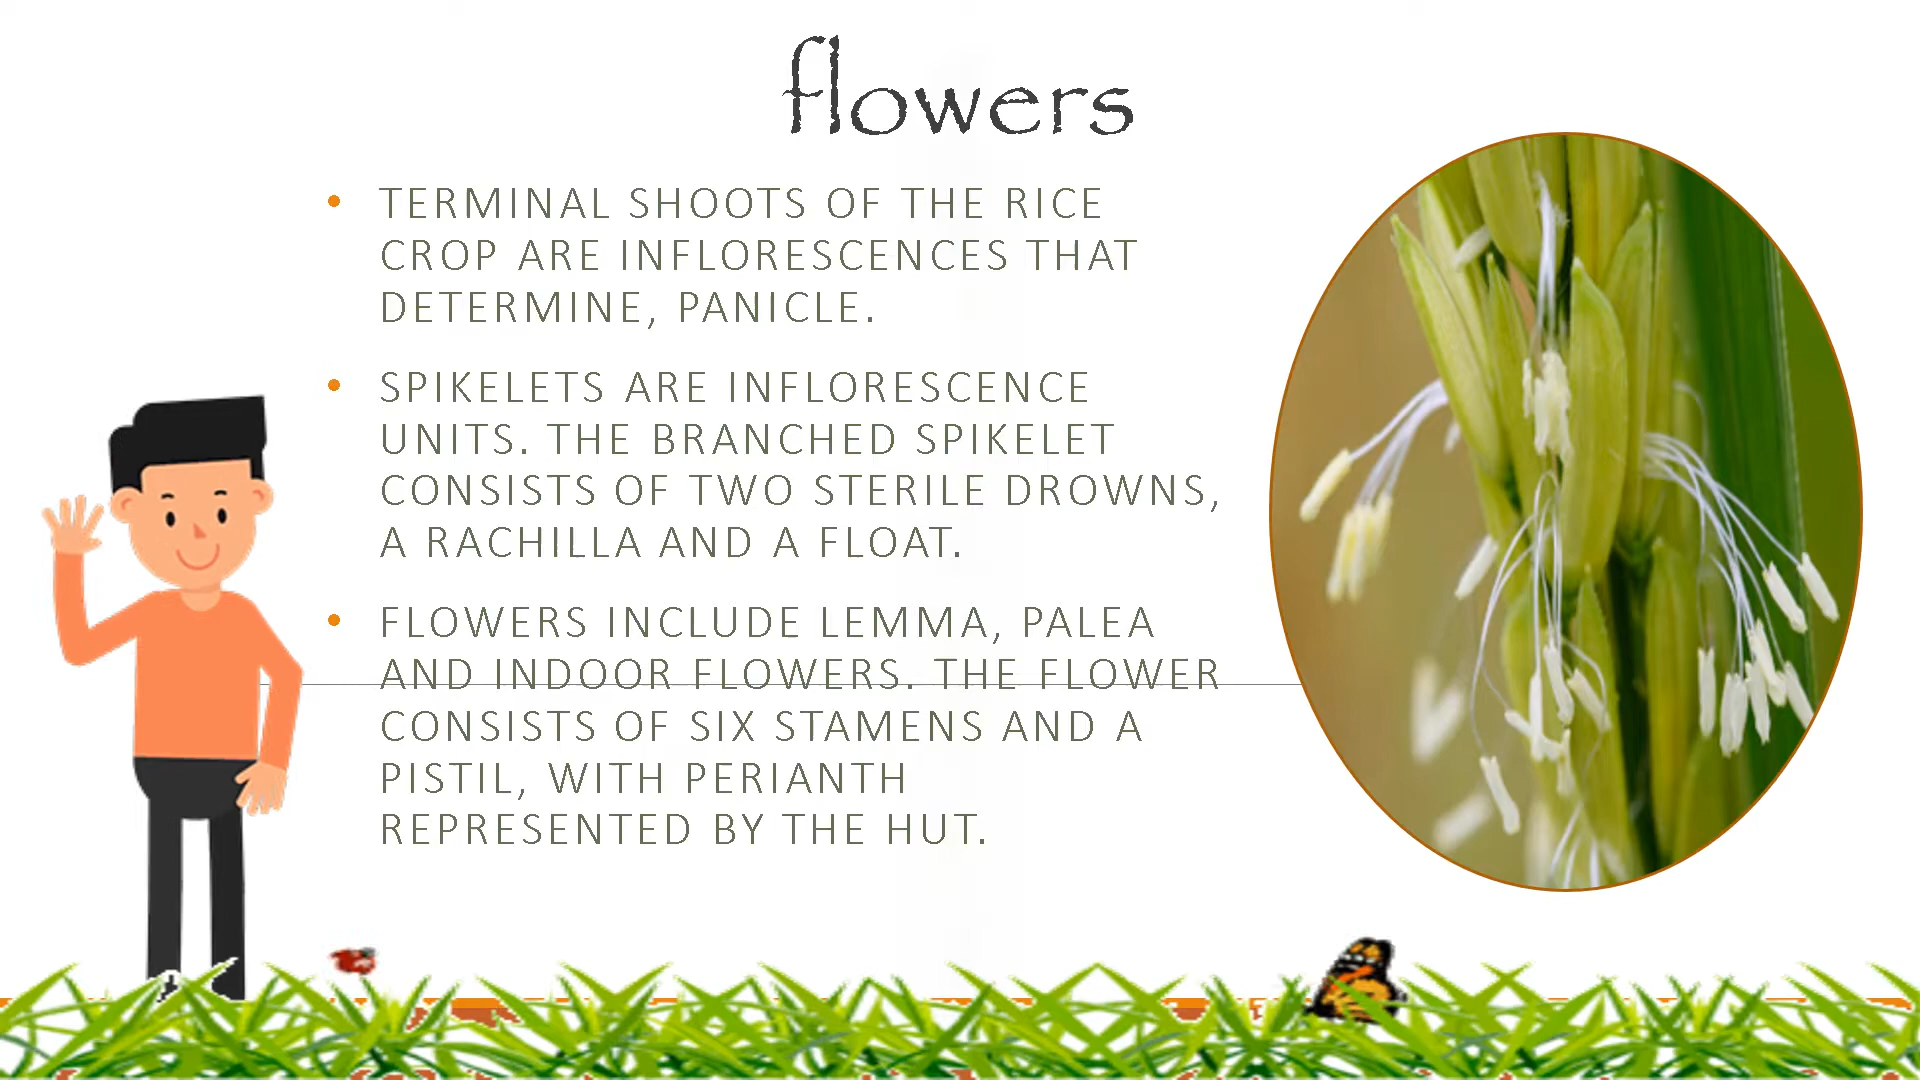 flowers
• TERMINAL SHOOTS OF THE RICE
CROP ARE INFLORESCENCES THAT
DETERMINE, PANICLE.
• SPIKELETS ARE INFLORESCENCE
UNITS. THE BRANCHED SPIKELET
CONSISTS OF TWO STERILE DROWNS,
A RACHILLA AND A FLOAT.
• FLOWERS INCLUDE LEMMA, PALEA
AND INDOOR FLOWERS. THE FLOWER
CONSISTS OF SIX STAMENS AND A
PISTIL, WITH PERIANTH
REPRESENTED BY THE HUT.